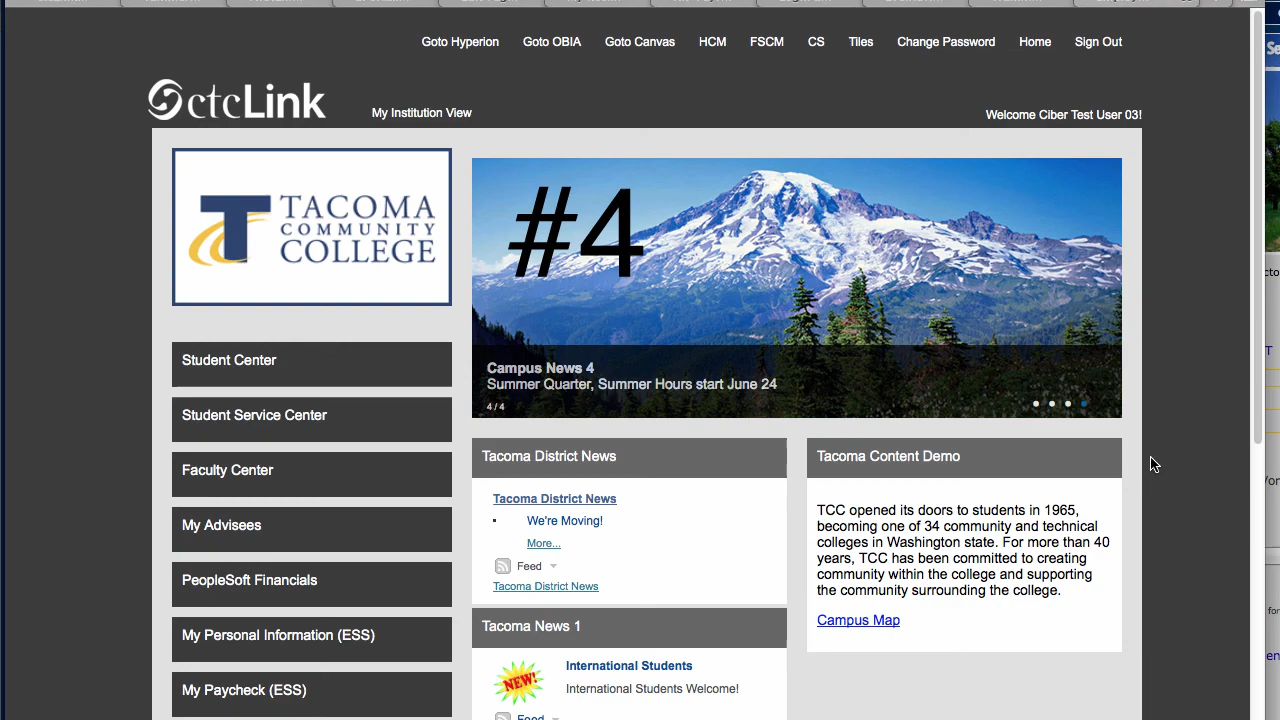 Goto Hyperion Goto OBIA Goto Canvas HCM FSCM CS Tiles Change Password Home Sign Out
ctcLink
My Institution View
Welcome Ciber Test User 03!
TACOMA
COMMUNITY
COLLEGE
#4
Campus News 4
Summer Quarter, Summer Hours start June 24
4 / 4
Student Center
Student Service Center
Faculty Center
My Advisees
PeopleSoft Financials
My Personal Information (ESS)
My Paycheck (ESS)
Tacoma District News
Tacoma District News
We're Moving!
More...
Feed
Tacoma District News
Tacoma News 1
NEW!
International Students
International Students Welcome!
Feed
Tacoma Content Demo
TCC opened its doors to students in 1965,
becoming one of 34 community and technical
colleges in Washington state. For more than 40
years, TCC has been committed to creating
community within the college and supporting
the community surrounding the college.
Campus Map